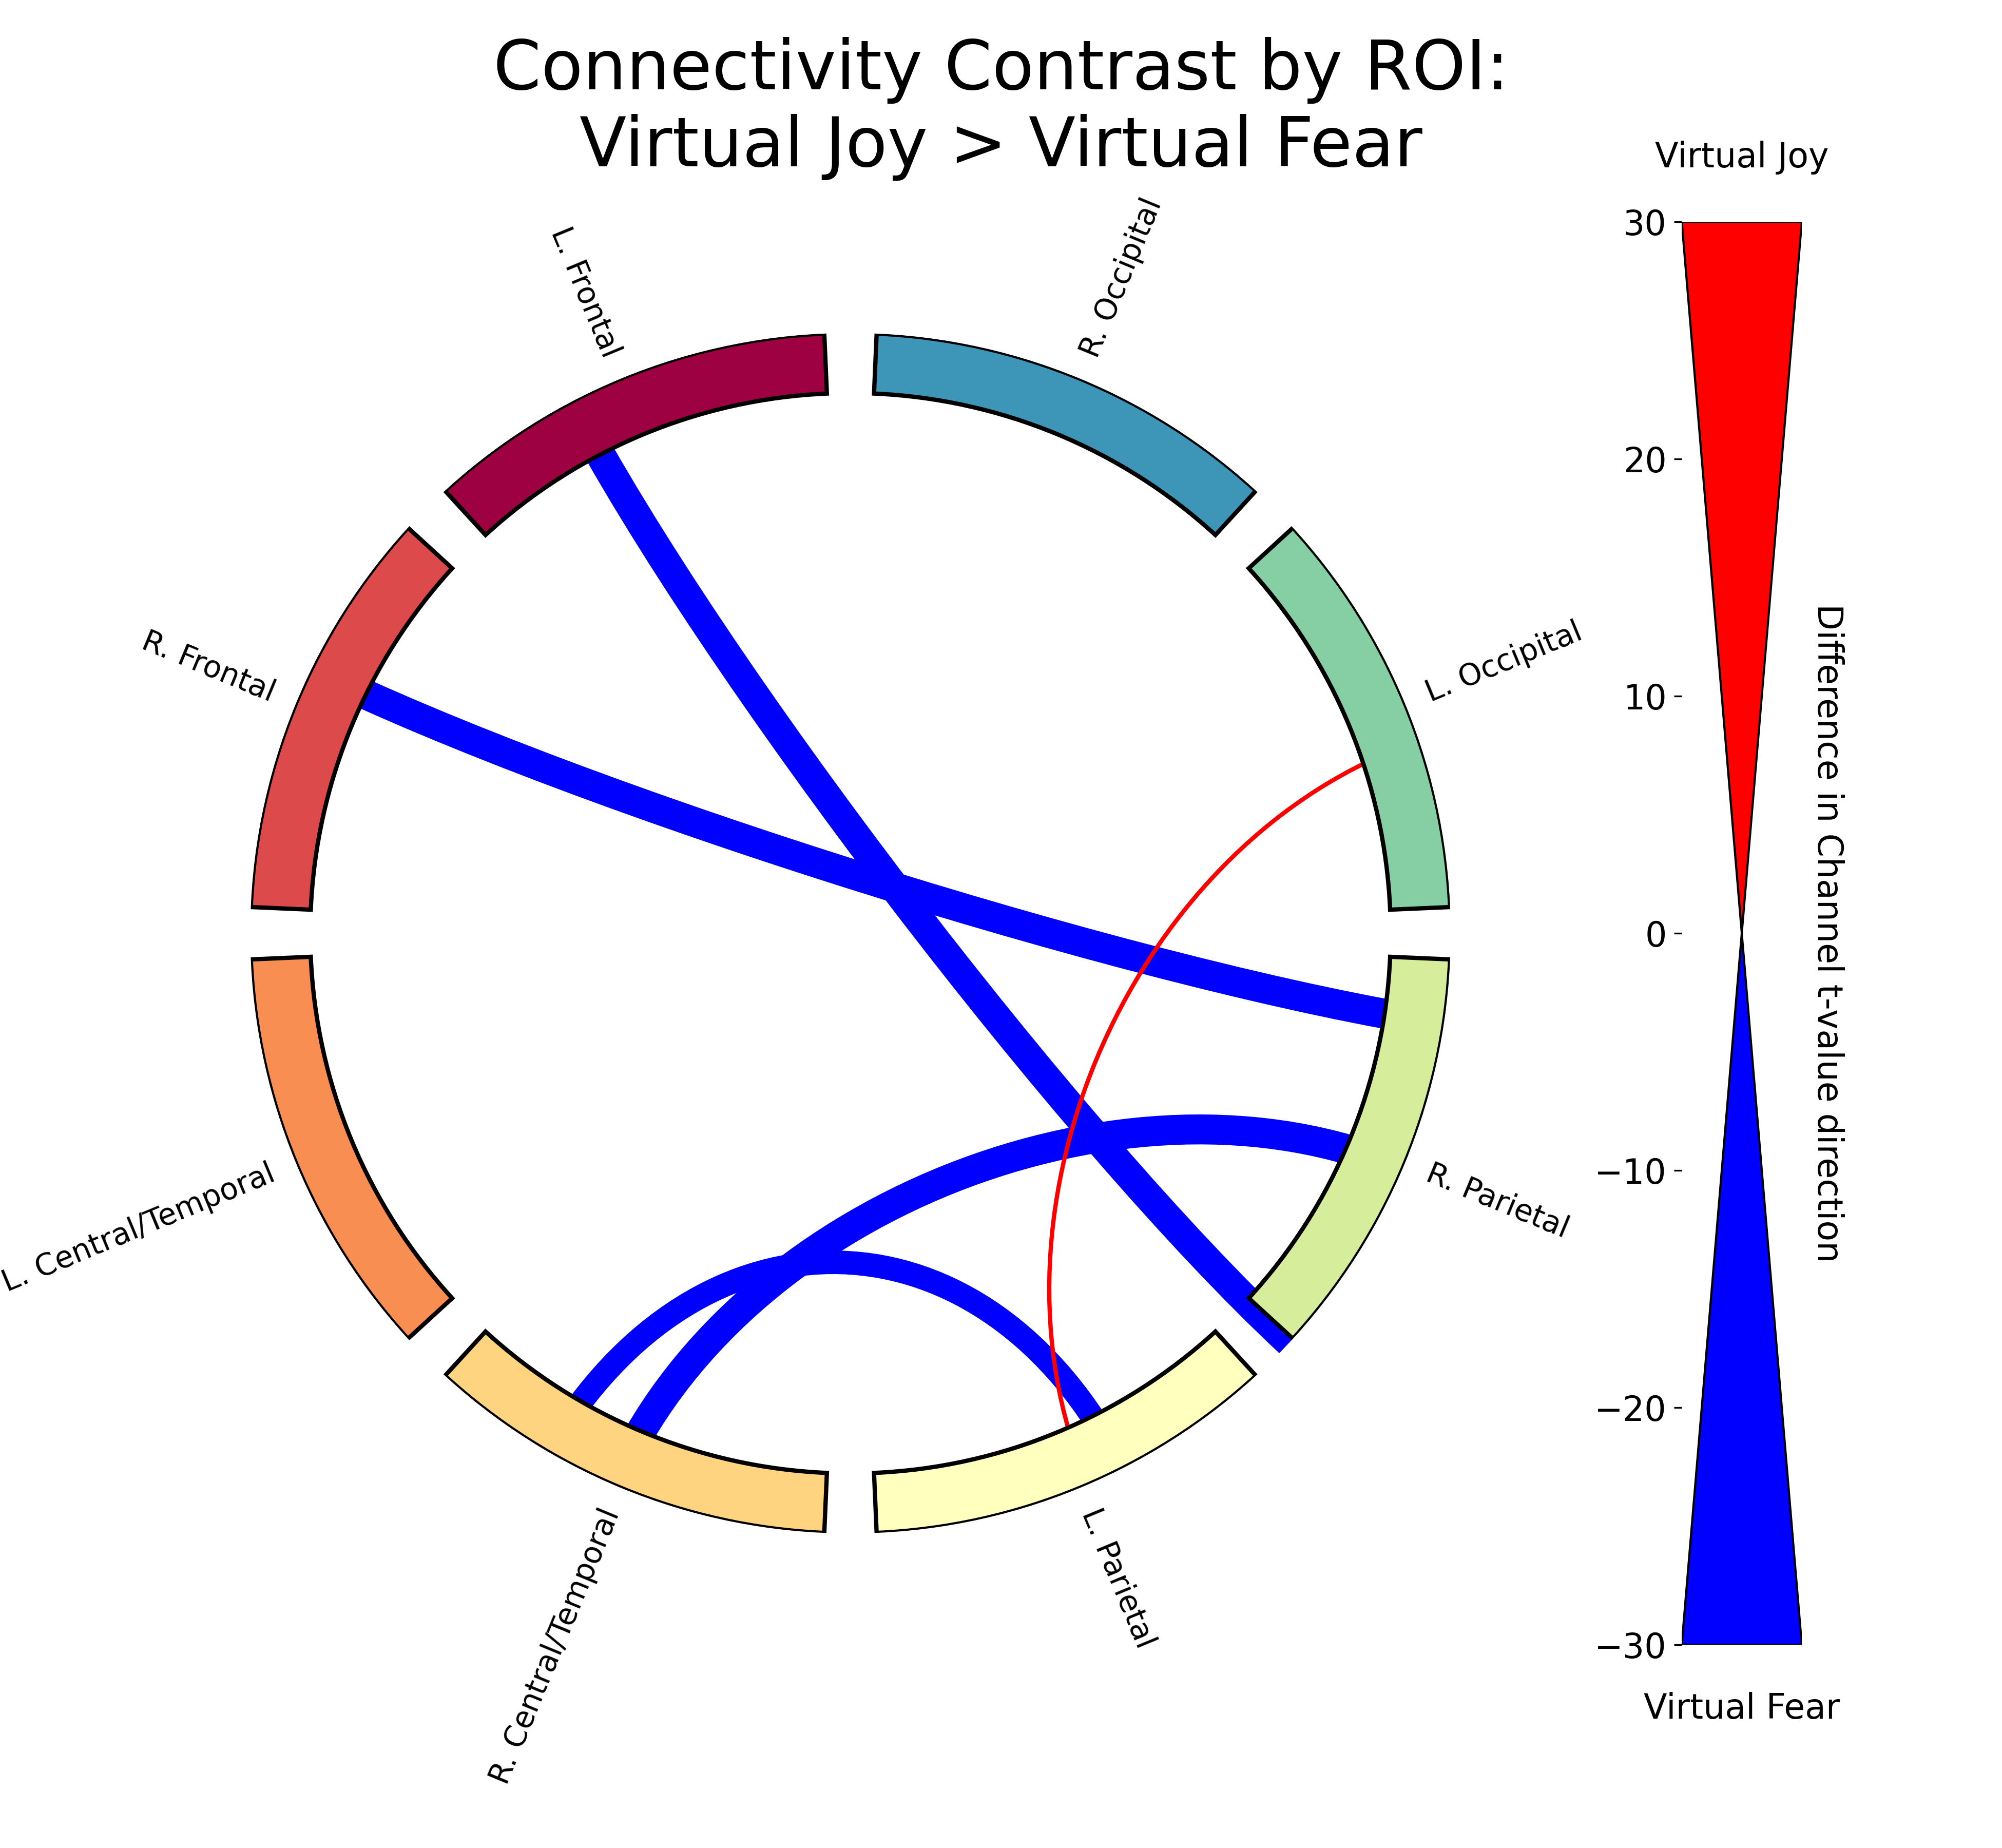 Connectivity Contrast by ROI:
Virtual Joy > Virtual Fear
Virtual Joy
L. Frontal
R. Occipital
R. Frontal
L. Occipital
L. Central/Temporal
R. Parietal
R. Central/Temporal
L. Parietal
30
20
10
0
−10
−20
−30
Difference in Channel t-value direction
Virtual Fear